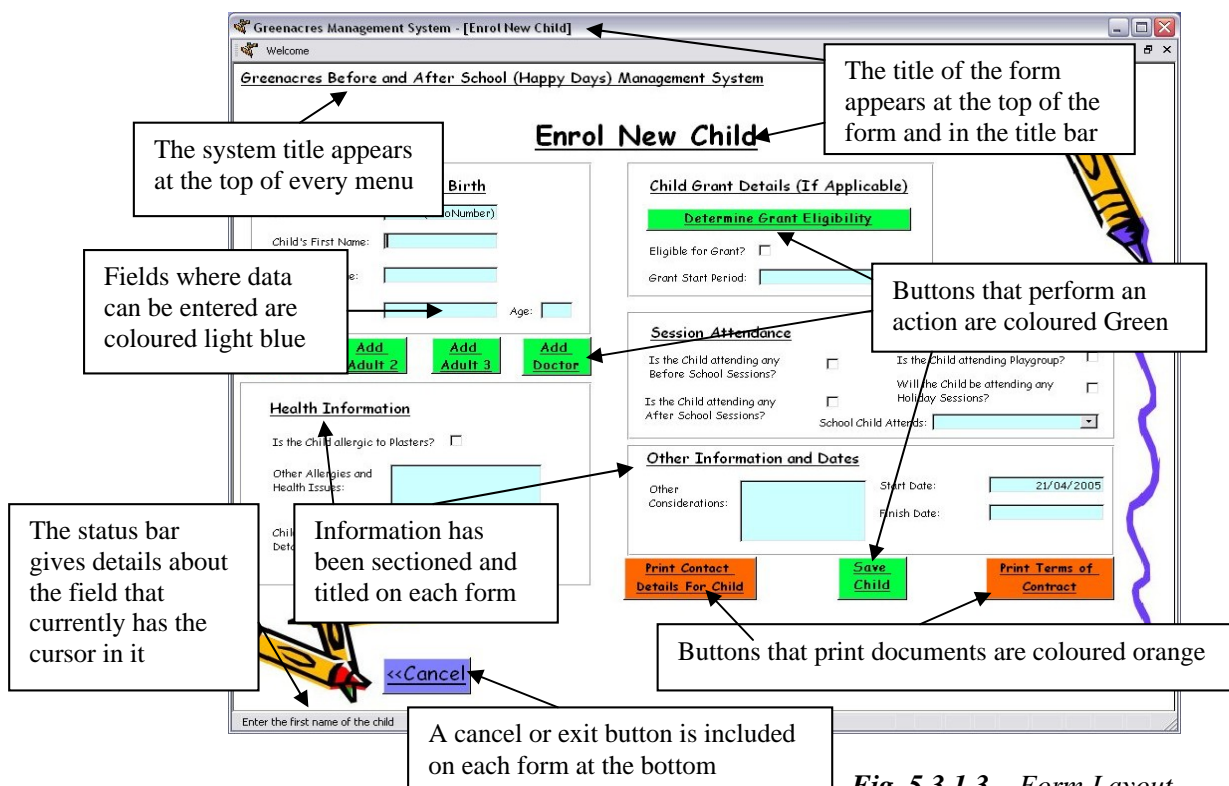 Greenacres Management System - [Enrol New Child]
Welcome
Greenacres Before and After School (Happy Days) Management System
The title of the form
appears at the top of the
form and in the title bar
Enrol New Child
The system title appears
at the top of every menu
Birth
oNumber)
Child's First Name:
Fields where data
can be entered are
coloured light blue
e:
Age:
Add
Adult 2
Add
Adult 3
Add
Doctor
Child Grant Details (If Applicable)
Determine Grant Eligibility
Eligible for Grant?
Grant Start Period:
Buttons that perform an
action are coloured Green
Session Attendance
Is the Child attending any
Before School Sessions?
Is the Child attending Playgroup?
Will the Child be attending any
Holiday Sessions?
Is the Child attending any
After School Sessions?
School Child Attends:
Health Information
Is the Child allergic to Plasters?
Other Allergies and
Health Issues:
Chil
Deta
Other Information and Dates
Other
Considerations:
Start Date:
21/04/2005
Finish Date:
The status bar
gives details about
the field that
currently has the
cursor in it
Information has
been sectioned and
titled on each form
Print Contact
Details For Child
Save
Child
Print Terms of
Contract
Buttons that print documents are coloured orange
<<Cancel
Enter the first name of the child
A cancel or exit button is included
on each form at the bottom
Fig. 5.3.1.3 – Form Layout